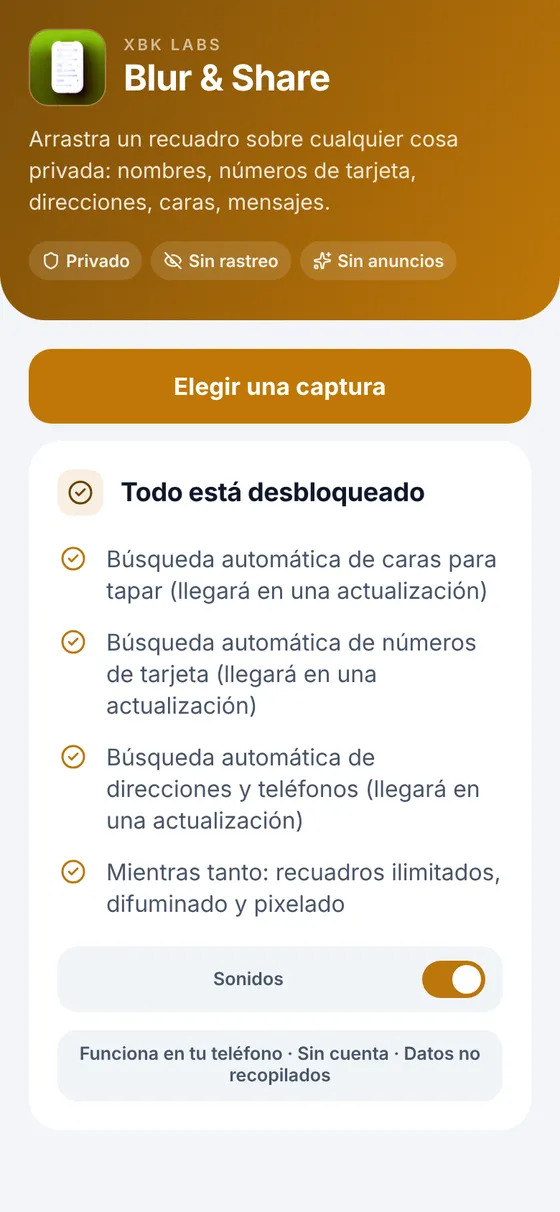 XBK LABS
Blur & Share
Arrastra un recuadro sobre cualquier cosa
privada: nombres, números de tarjeta,
direcciones, caras, mensajes.
Privado
Sin rastreo
Sin anuncios
Elegir una captura
Todo está desbloqueado
Búsqueda automática de caras para
tapar (llegará en una actualización)
Búsqueda automática de números
de tarjeta (llegará en una
actualización)
Búsqueda automática de
direcciones y teléfonos (llegará en
una actualización)
Mientras tanto: recuadros ilimitados,
difuminado y pixelado
Sonidos
Funciona en tu teléfono · Sin cuenta · Datos no
recopilados